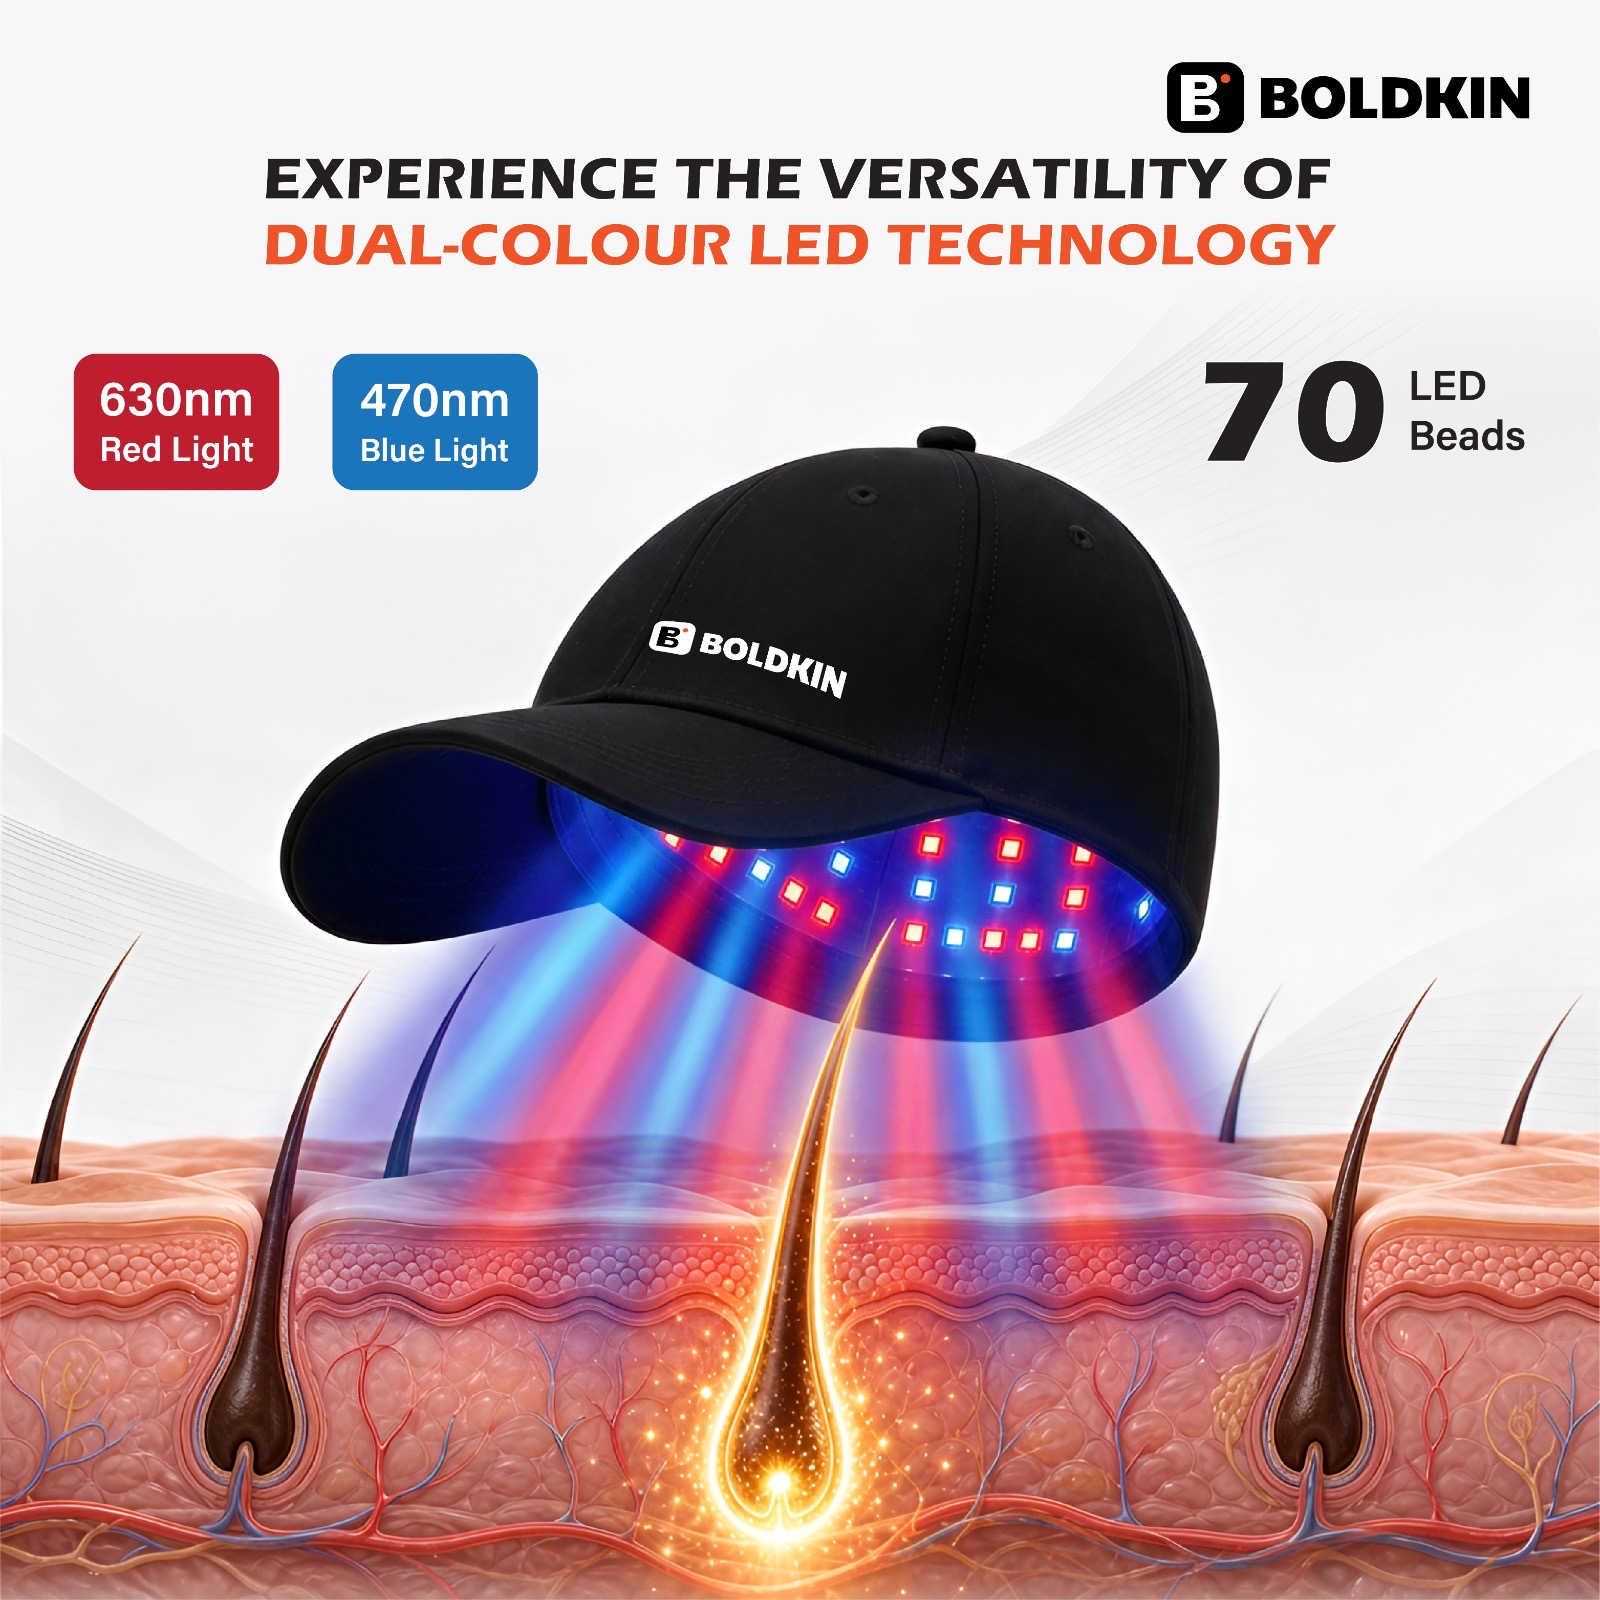 BOLDKIN
EXPERIENCE THE VERSATILITY OF
DUAL-COLOUR LED TECHNOLOGY
630nm
Red Light
470nm
Blue Light
70 LED
Beads
B BOLDKIN